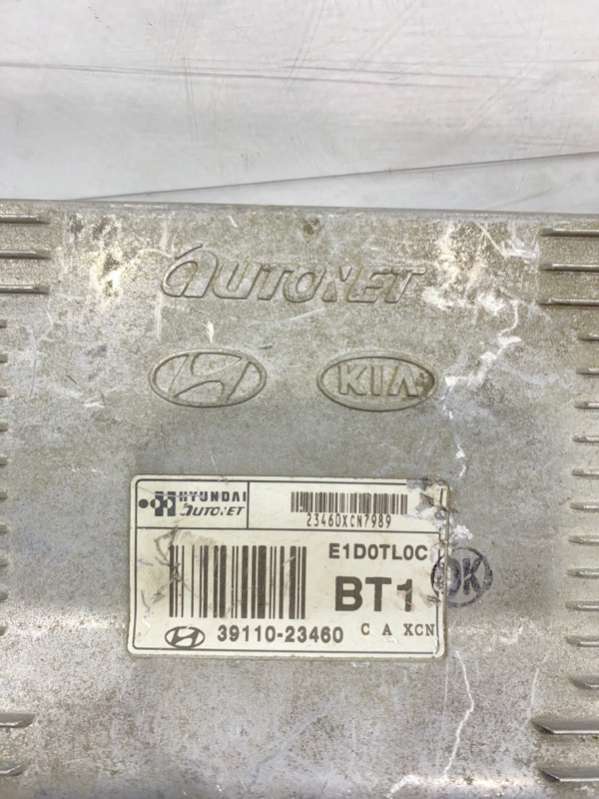 AUTONET
KIA
HYUNDAI
AUTONET
23460XCN7989
E1D0TL0C
BT1
OK
39110-23460
C A XCN